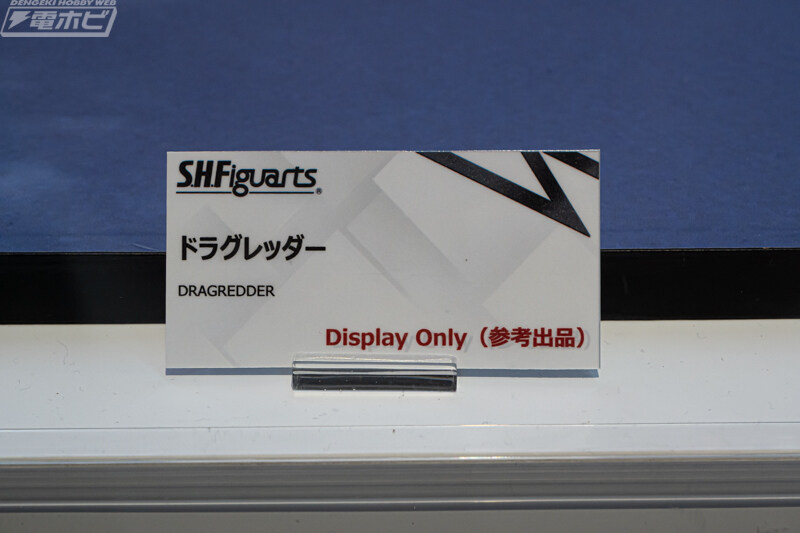 DENGEKI HOBBY WEB
電ホビ
S.H.Figuarts®
ドラグレッダー
DRAGREDDER
Display Only（参考出品）